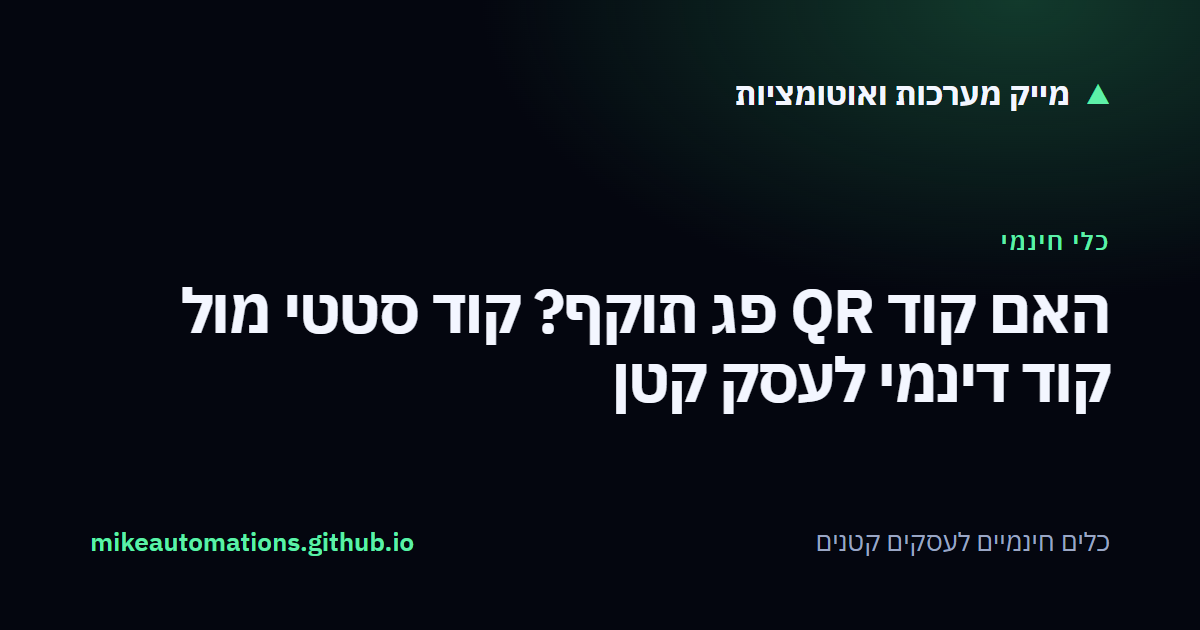 מייק מערכות ואוטומציות
כלי חינמי
האם קוד QR פג תוקף? קוד סטטי מול
קוד דינמי לעסק קטן
כלים חינמיים לעסקים קטנים
mikeautomations.github.io